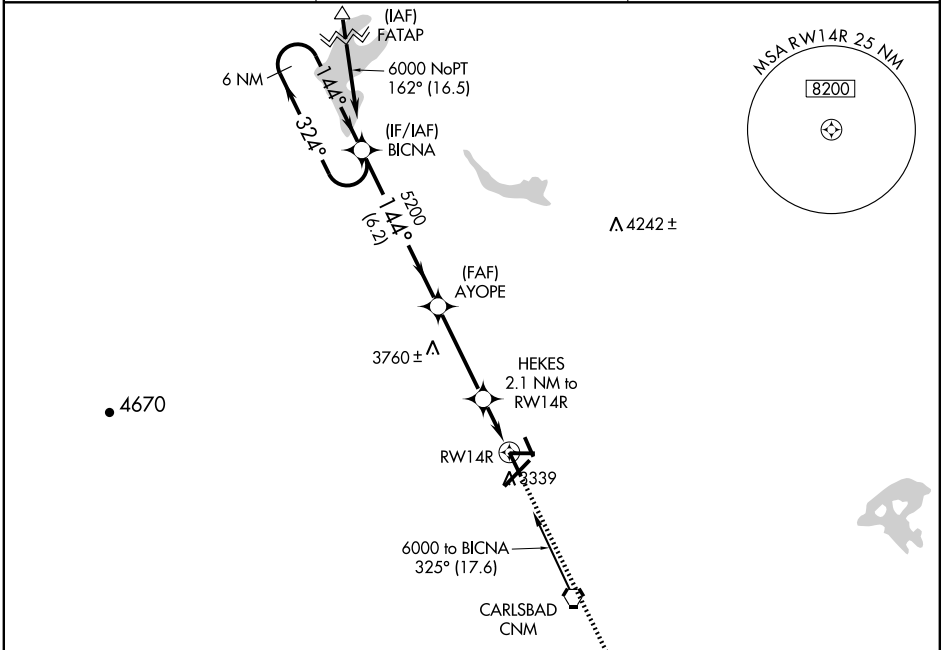 (IAF)
FATAP
6 NM
144°
324°
6000 NoPT
162° (16.5)
(IF/IAF)
BICNA
MSA RW14R 25 NM
8200
5200
144°
(6.2)
4242 ±
(FAF)
AYOPE
3760 ±
HEKES
2.1 NM to
RW14R
4670
RW14R
3339
6000 to BICNA
325° (17.6)
CARLSBAD
CNM